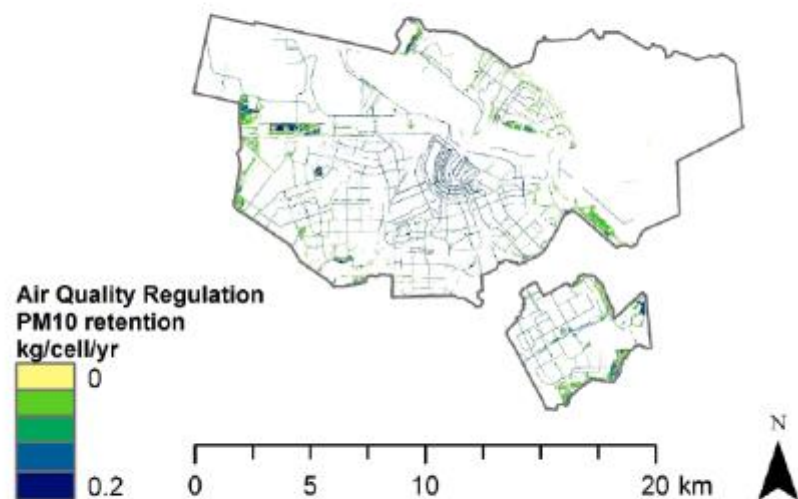 Air Quality Regulation
PM10 retention
kg/cell/yr
0
0.2
0 5 10 20 km
N